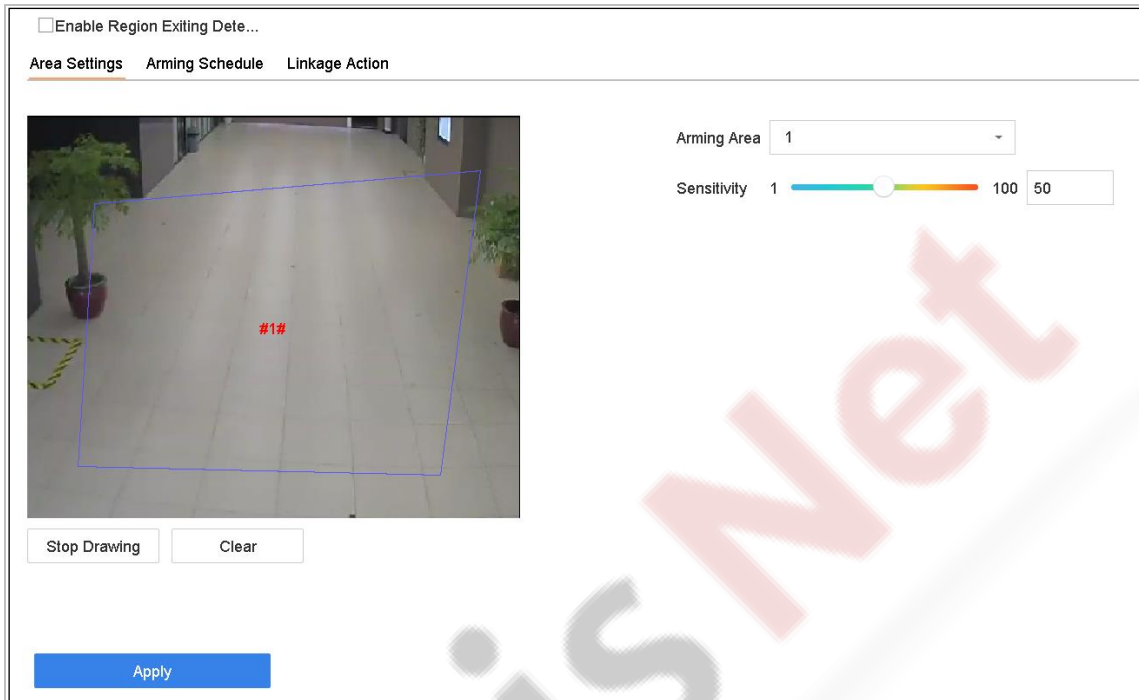 Enable Region Exiting Dete...
Area Settings Arming Schedule Linkage Action
Arming Area 1
Sensitivity 1 100 50
#1#
Stop Drawing Clear
Apply
isNet